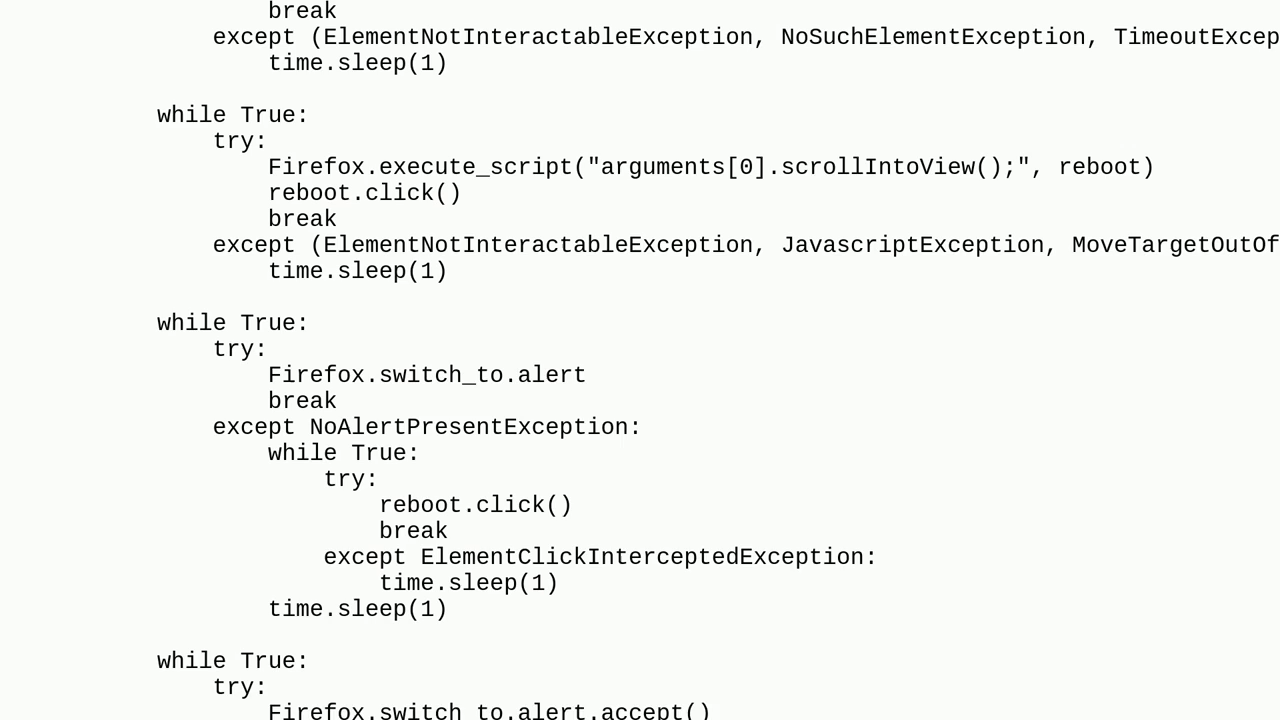 break
except (ElementNotInteractableException, NoSuchElementException, TimeoutExcep
time.sleep(1)
while True:
try:
Firefox.execute_script("arguments[0].scrollIntoView();", reboot)
reboot.click()
break
except (ElementNotInteractableException, JavascriptException, MoveTargetOutOf
time.sleep(1)
while True:
try:
Firefox.switch_to.alert
break
except NoAlertPresentException:
while True:
try:
reboot.click()
break
except ElementClickInterceptedException:
time.sleep(1)
time.sleep(1)
while True:
try:
Firefox.switch_to.alert.accept()